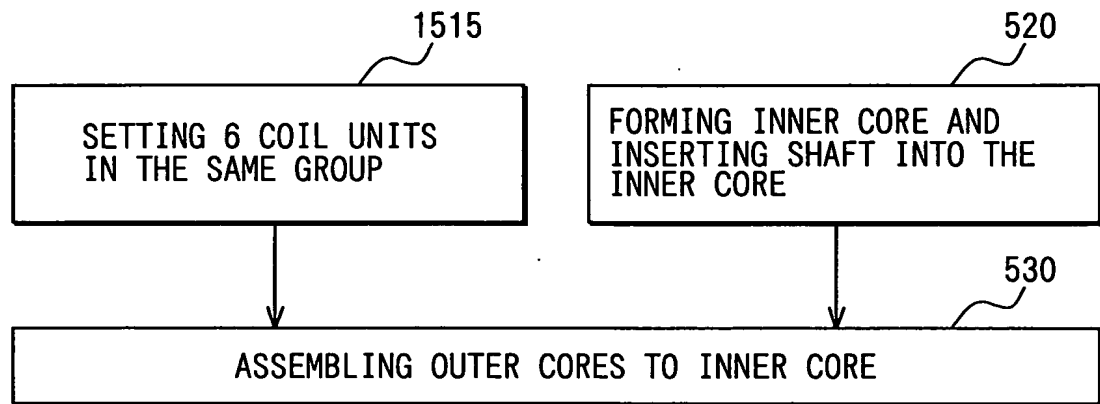 1515
520
SETTING 6 COIL UNITS
IN THE SAME GROUP
FORMING INNER CORE AND
INSERTING SHAFT INTO THE
INNER CORE
530
ASSEMBLING OUTER CORES TO INNER CORE